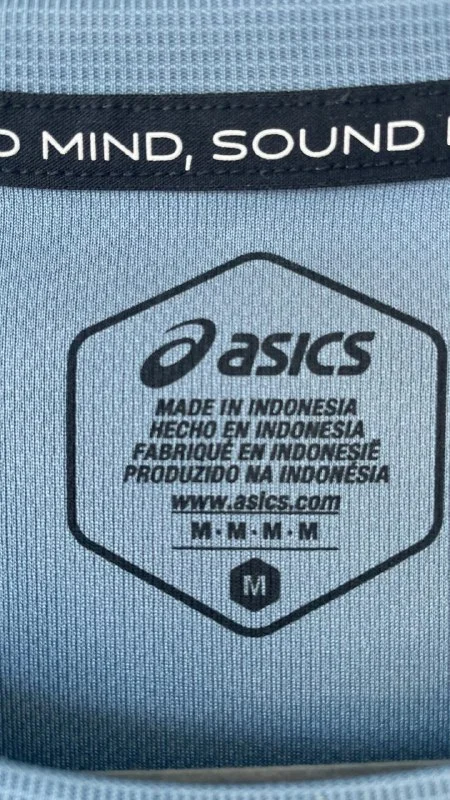 D MIND, SOUND
asics
MADE IN INDONESIA
HECHO EN INDONESIA
FABRIQUÉ EN INDONESIË
PRODUZIDO NA INDONÉSIA
www.asics.com
M·M·M·M
M